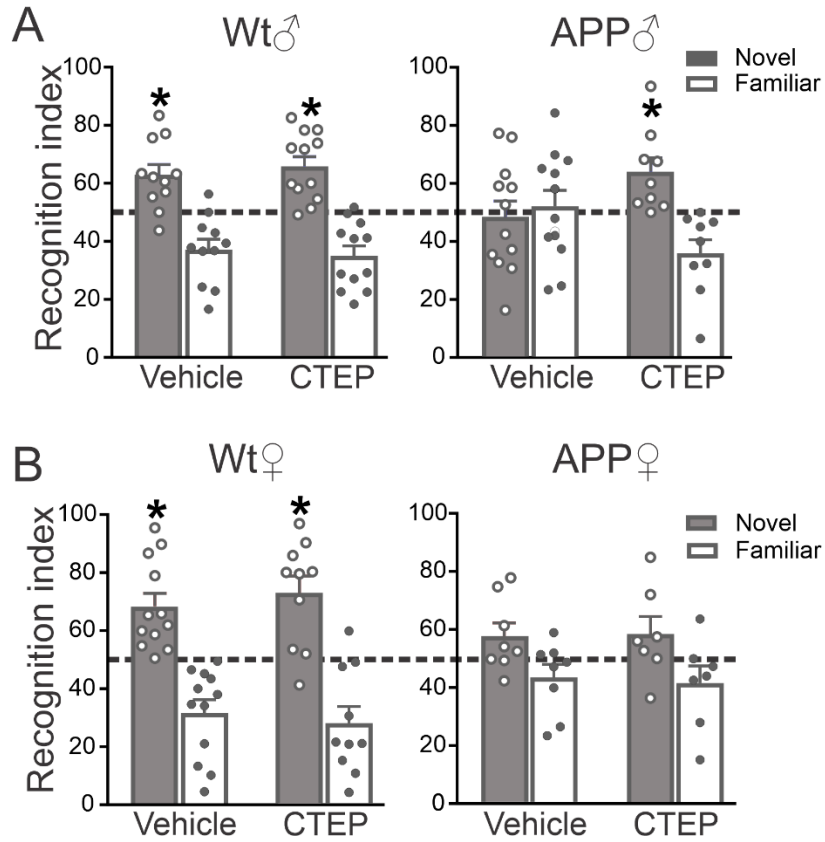 A
Wt♂
APP♂
Novel
Familiar
Recognition index
100
80
60
40
20
0
* *
Vehicle CTEP
100
80
60
40
20
0
*
Vehicle CTEP
B
Wt♀
APP♀
Novel
Familiar
Recognition index
100
80
60
40
20
0
* *
Vehicle CTEP
100
80
60
40
20
0
Vehicle CTEP